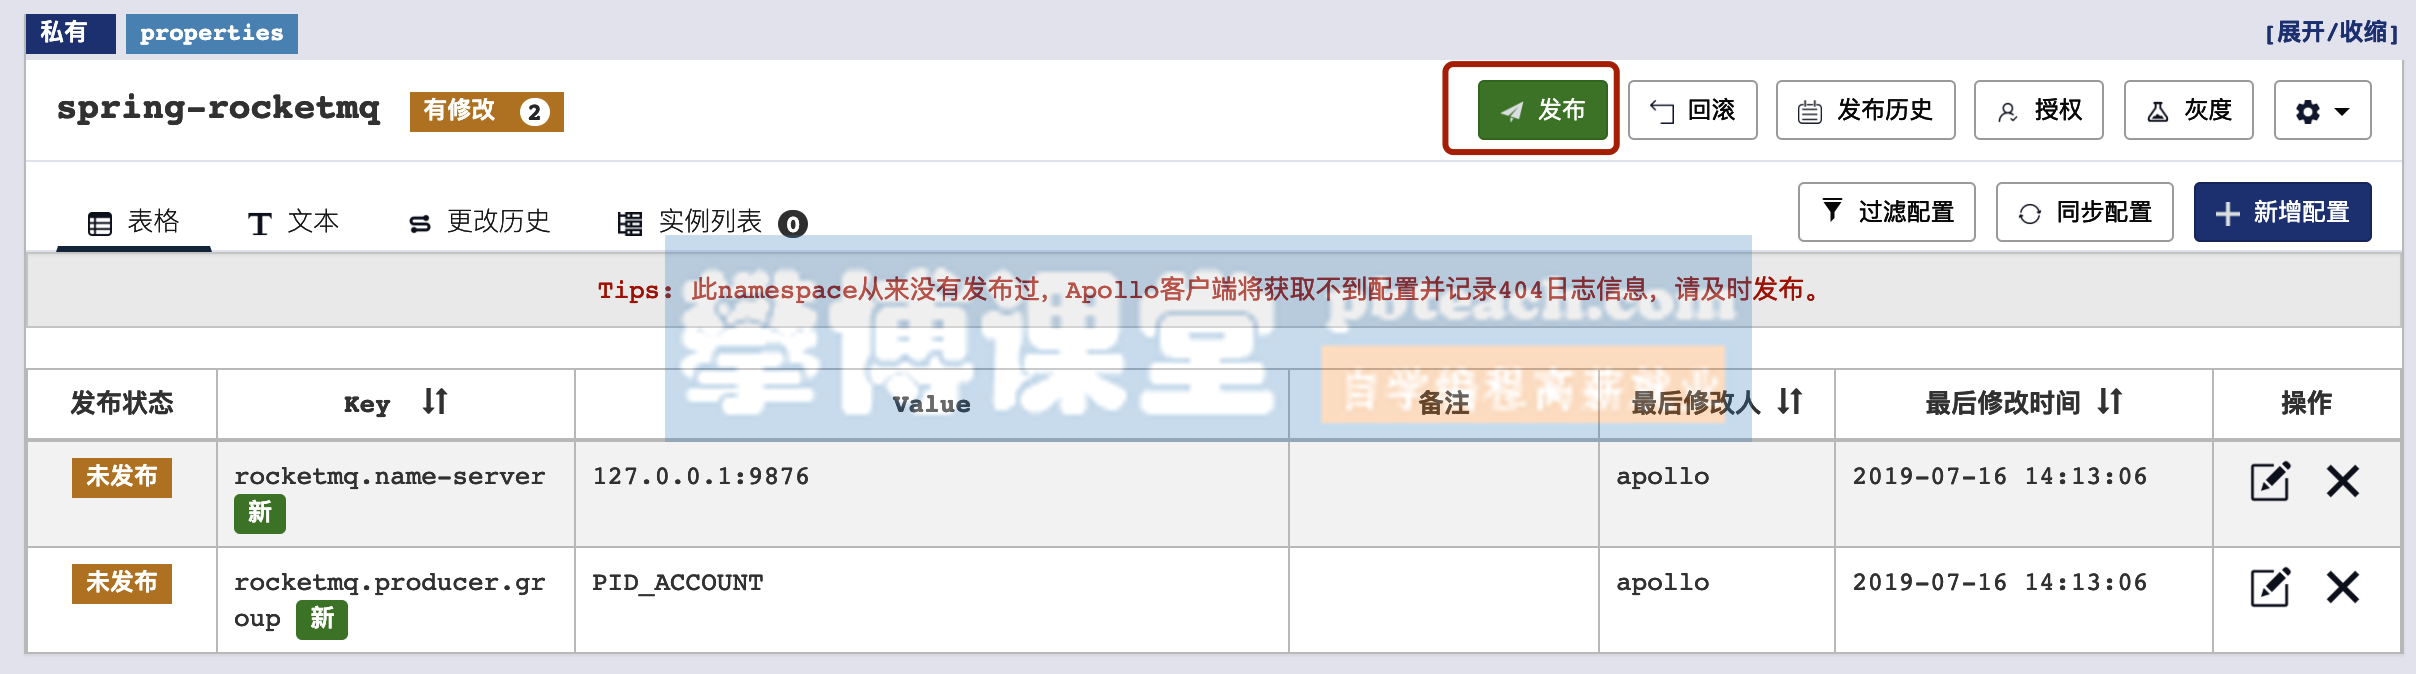 私有 properties [展开/收缩]
spring-rocketmq 有修改 2 发布 回滚 发布历史 授权 灰度
表格 文本 更改历史 实例列表 0 过滤配置 同步配置 新增配置
Tips: 此namespace从来没有发布过，Apollo客户端将获取不到配置并记录404日志信息，请及时发布。
攀博课堂 pbteach.com
自学编程高薪就业
发布状态 Key Value 备注 最后修改人 最后修改时间 操作
未发布 rocketmq.name-server 127.0.0.1:9876 apollo 2019-07-16 14:13:06
新
未发布 rocketmq.producer.gr PID_ACCOUNT apollo 2019-07-16 14:13:06
oup 新